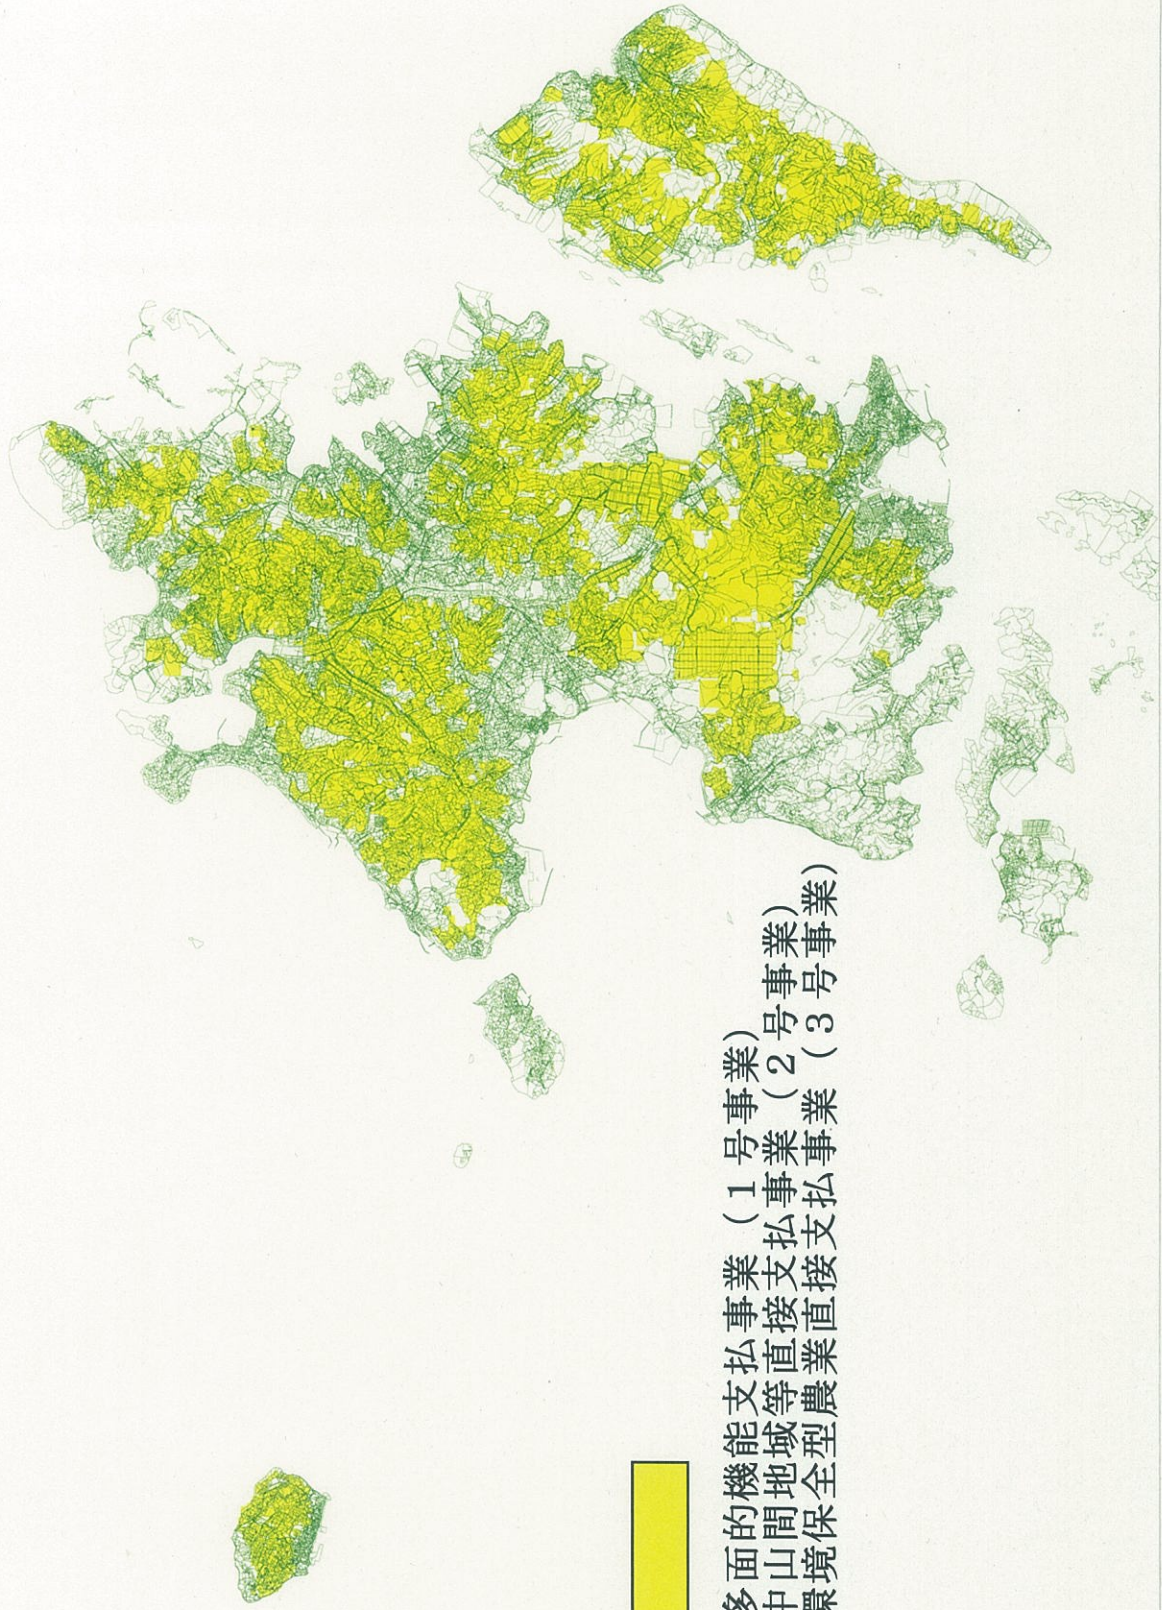 多面的機能支払事業（1号事業）
中山間地域等直接支払事業（2号事業）
環境保全型農業直接支払事業（3号事業）